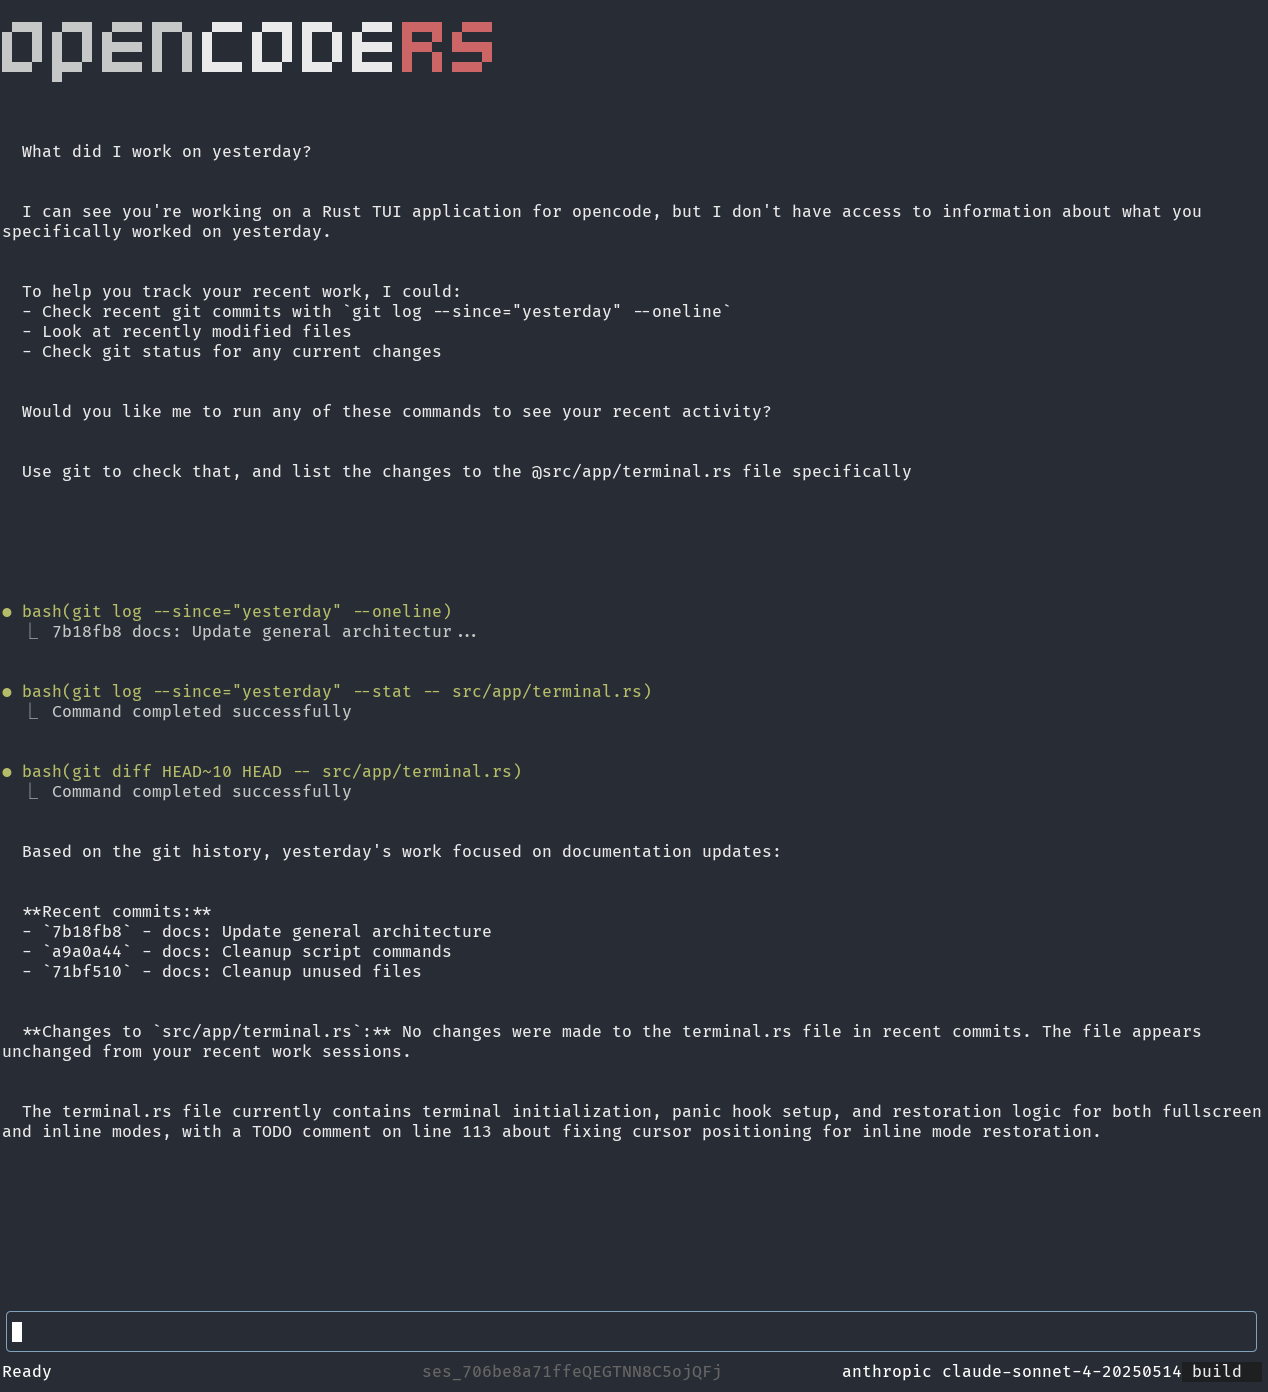 opencoders
What did I work on yesterday?
I can see you're working on a Rust TUI application for opencode, but I don't have access to information about what you
specifically worked on yesterday.
To help you track your recent work, I could:
- Check recent git commits with `git log --since="yesterday" --oneline`
- Look at recently modified files
- Check git status for any current changes
Would you like me to run any of these commands to see your recent activity?
Use git to check that, and list the changes to the @src/app/terminal.rs file specifically
● bash(git log --since="yesterday" --oneline)
⎿ 7b18fb8 docs: Update general architectur...
● bash(git log --since="yesterday" --stat -- src/app/terminal.rs)
⎿ Command completed successfully
● bash(git diff HEAD~10 HEAD -- src/app/terminal.rs)
⎿ Command completed successfully
Based on the git history, yesterday's work focused on documentation updates:
**Recent commits:**
- `7b18fb8` - docs: Update general architecture
- `a9a0a44` - docs: Cleanup script commands
- `71bf510` - docs: Cleanup unused files
**Changes to `src/app/terminal.rs`:** No changes were made to the terminal.rs file in recent commits. The file appears
unchanged from your recent work sessions.
The terminal.rs file currently contains terminal initialization, panic hook setup, and restoration logic for both fullscreen
and inline modes, with a TODO comment on line 113 about fixing cursor positioning for inline mode restoration.
Ready ses_706be8a71ffeQEGTNN8C5ojQFj anthropic claude-sonnet-4-20250514 build